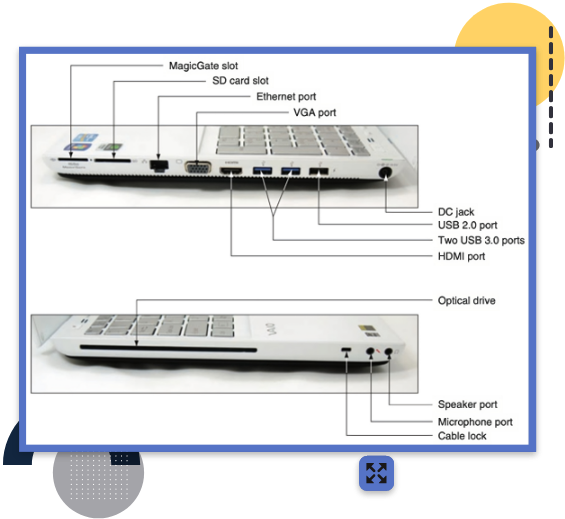 MagicGate slot
SD card slot
Ethernet port
VGA port
DC jack
USB 2.0 port
Two USB 3.0 ports
HDMI port
Optical drive
VAIO
Speaker port
Microphone port
Cable lock